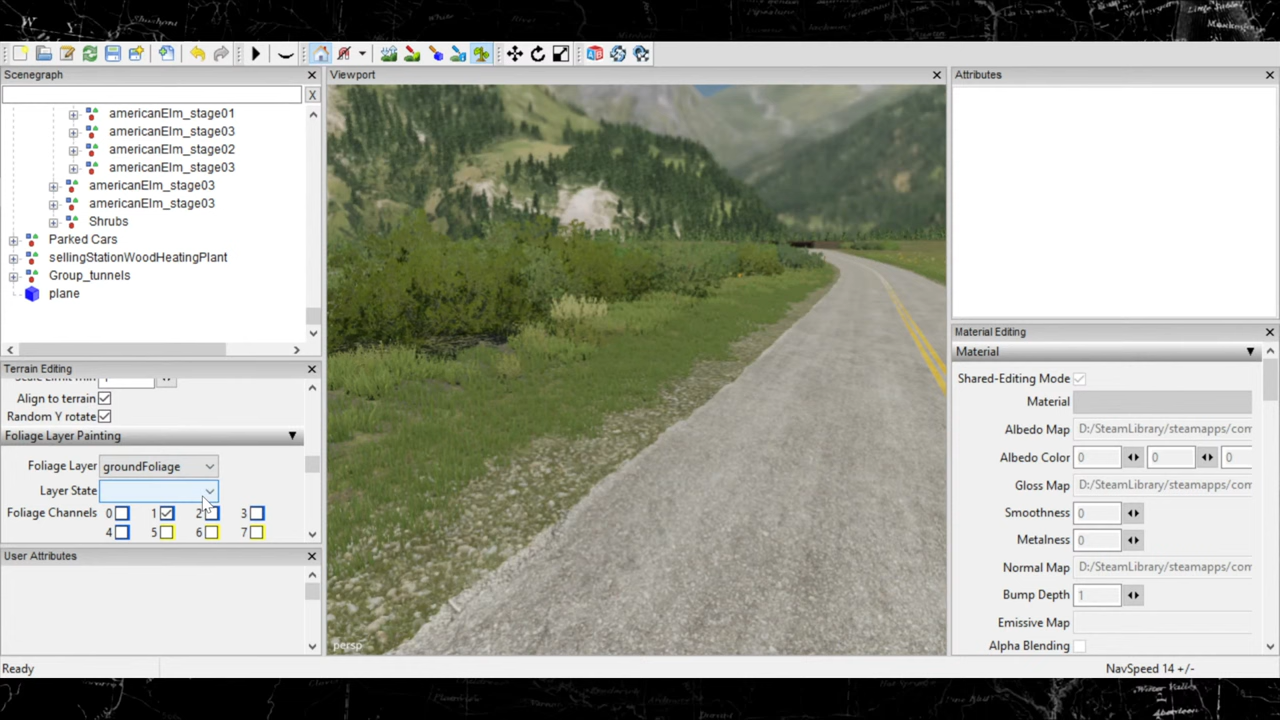 Scenegraph
X
americanElm_stage01
americanElm_stage03
americanElm_stage02
americanElm_stage03
americanElm_stage03
americanElm_stage03
Shrubs
Parked Cars
sellingStationWoodHeatingPlant
Group_tunnels
plane
Terrain Editing
Align to terrain
Random Y rotate
Foliage Layer Painting
Foliage Layer groundFoliage
Layer State
Foliage Channels 0 1 2 3
4 5 6 7
User Attributes
Ready
Viewport
persp
Attributes
Material Editing
Material
Shared-Editing Mode
Material
Albedo Map D:/SteamLibrary/steamapps/com
Albedo Color 0 0 0
Gloss Map D:/SteamLibrary/steamapps/com
Smoothness 0
Metalness 0
Normal Map D:/SteamLibrary/steamapps/com
Bump Depth 1
Emissive Map
Alpha Blending
NavSpeed 14 +/-